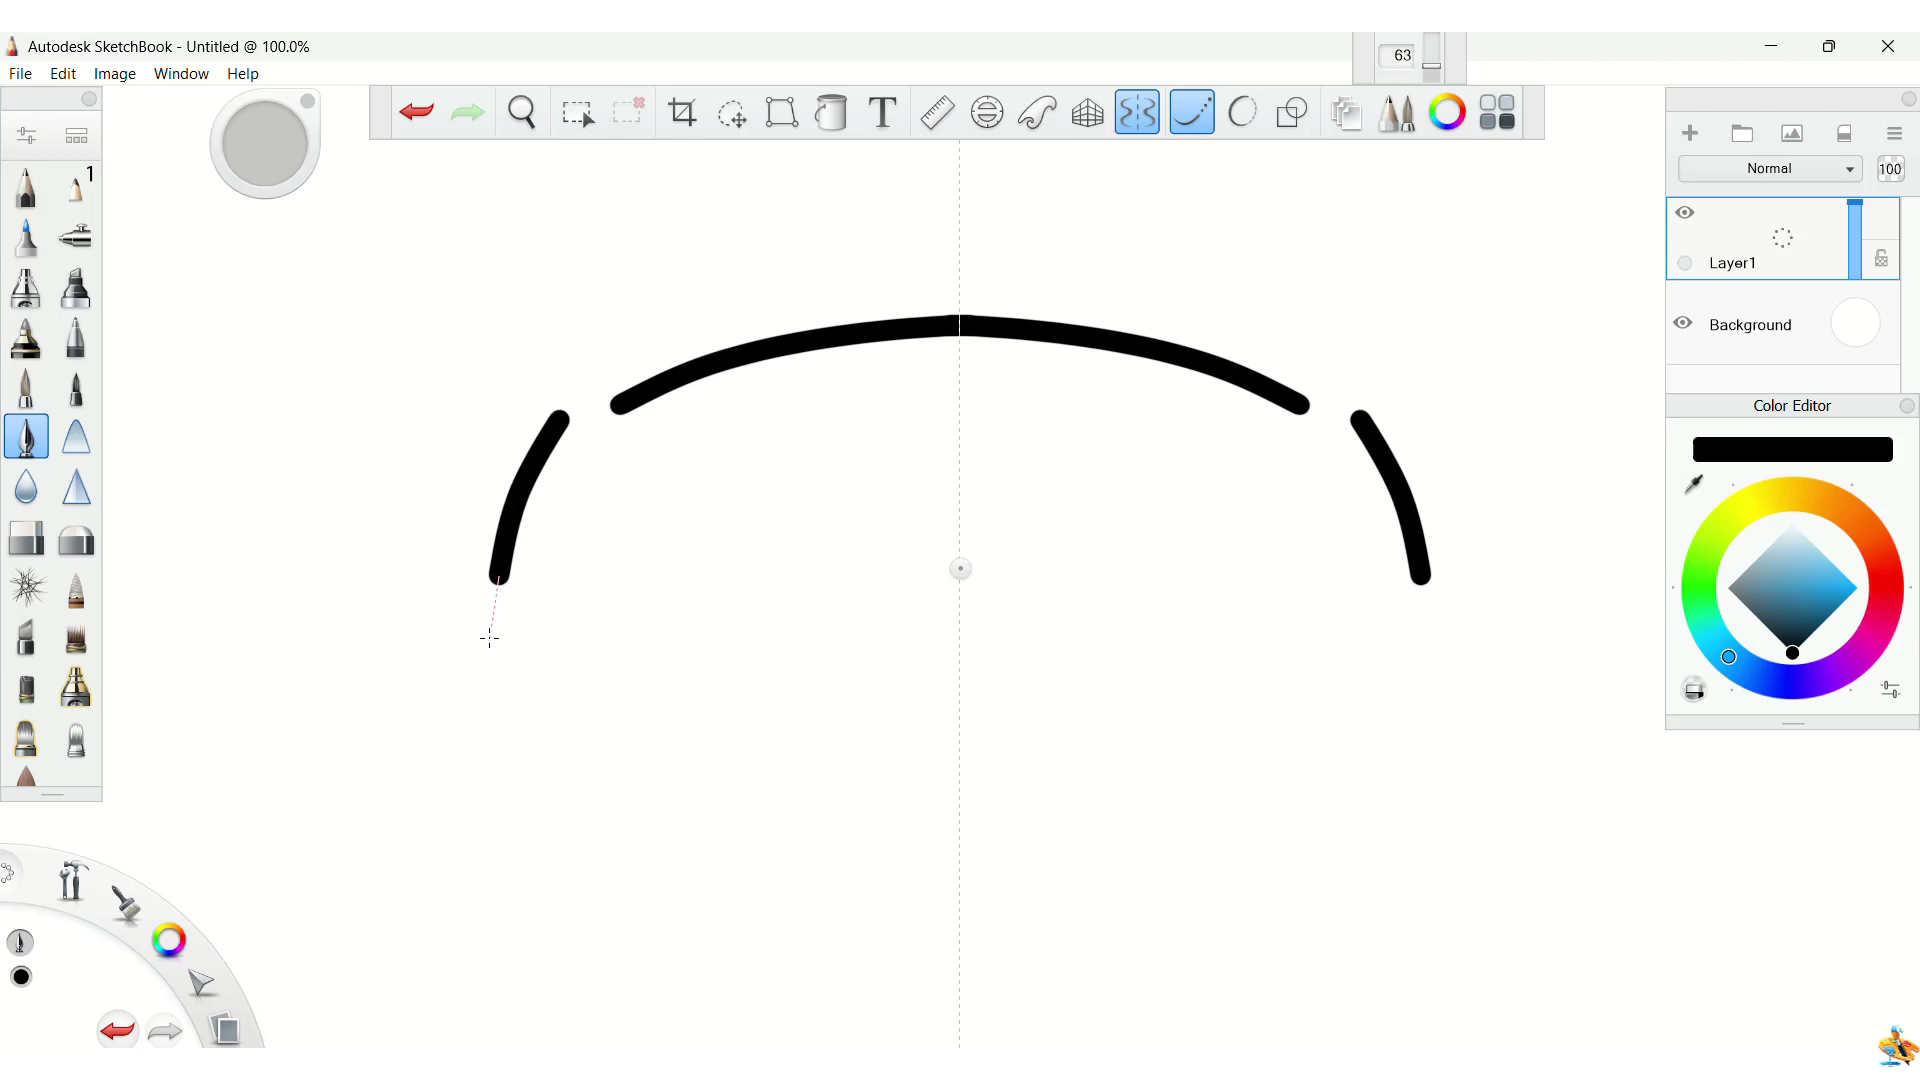 Autodesk SketchBook - Untitled @ 100.0%
63
File Edit Image Window Help
T
1
Normal 100
Layer1
Background
Color Editor